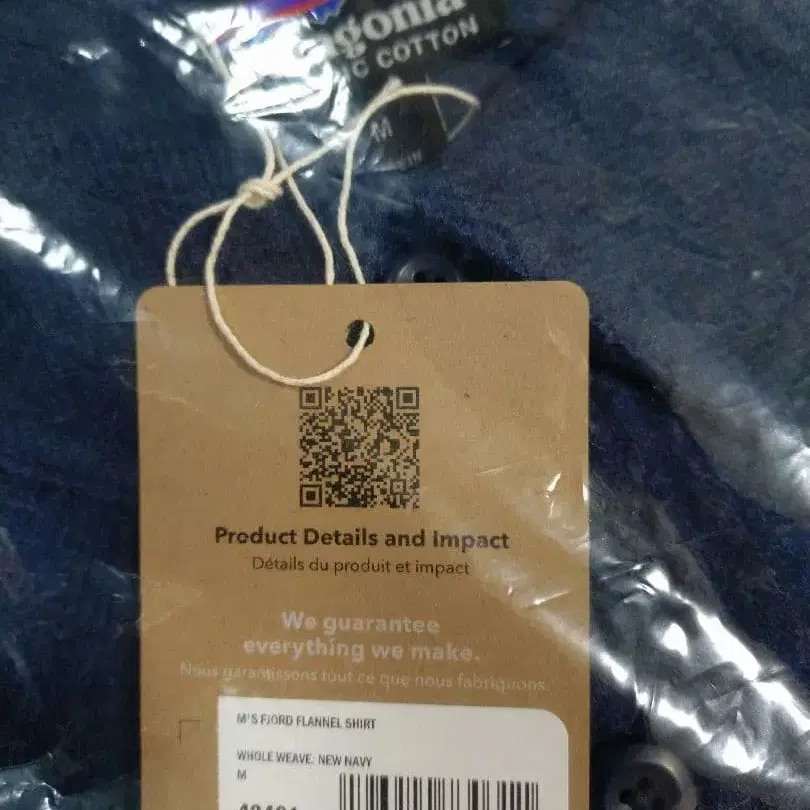 COTTON
M
Product Details and Impact
Détails du produit et impact
We guarantee
everything we make.
Nous garantissons tout ce que nous fabriquons.
M'S FJORD FLANNEL SHIRT
WHOLE WEAVE: NEW NAVY
M